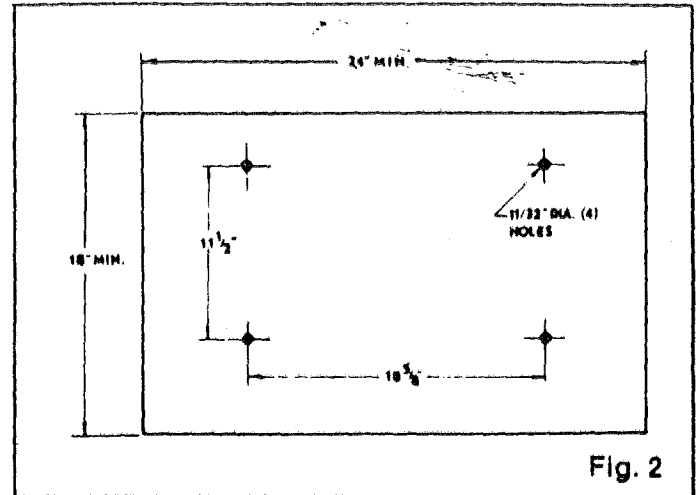 24" MIN.
11/32" DIA. (4)
HOLES
11 1/2"
18" MIN.
18 5/8"
Fig. 2